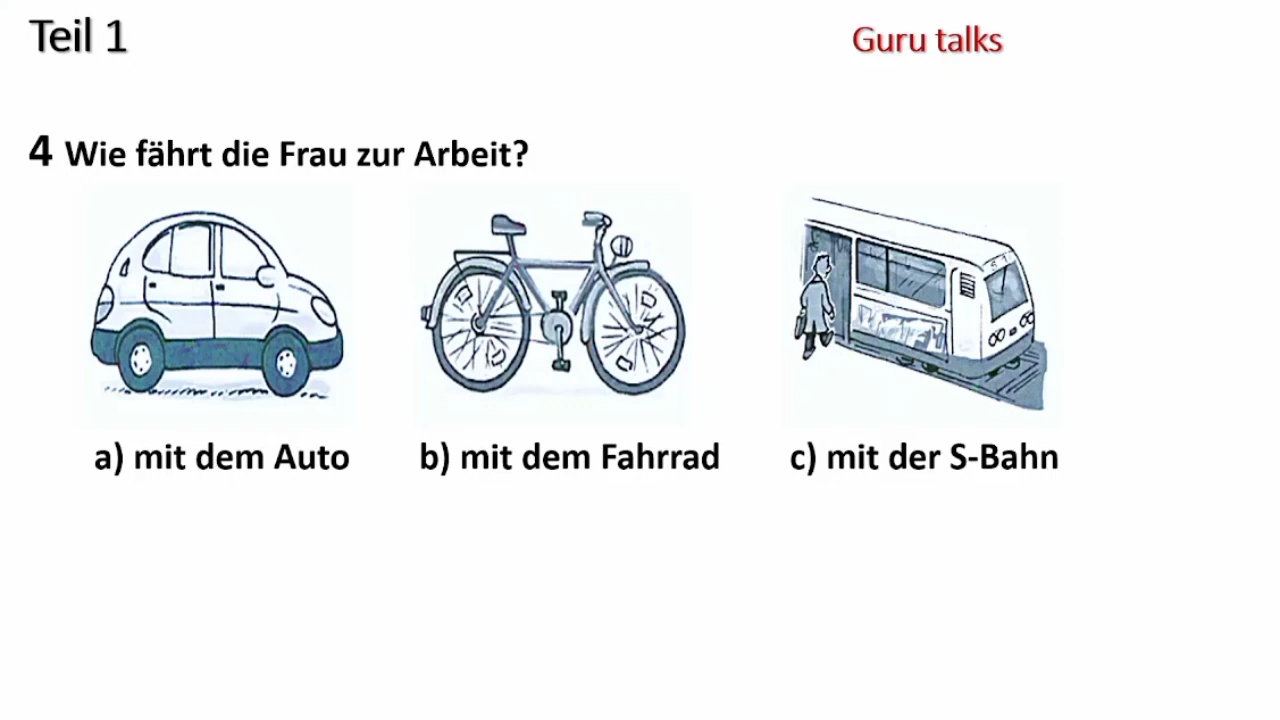 Teil 1
Guru talks
4 Wie fährt die Frau zur Arbeit?
a) mit dem Auto
b) mit dem Fahrrad
c) mit der S-Bahn